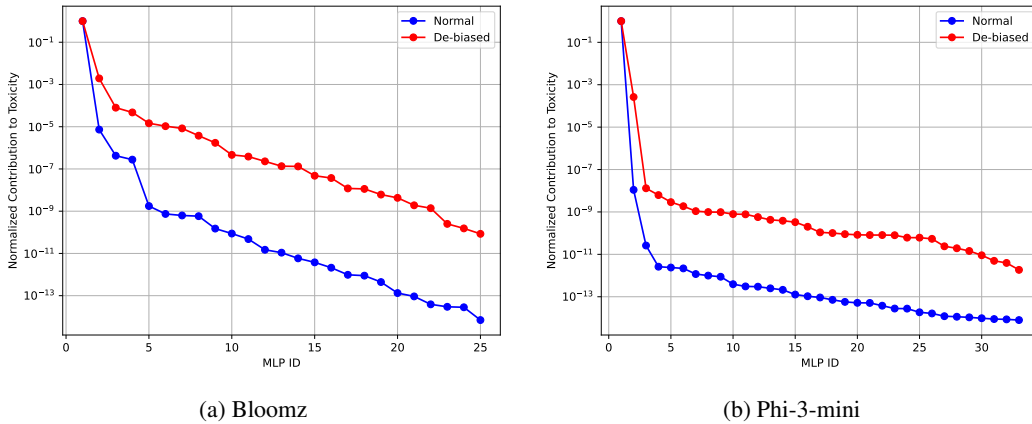 Normal
De-biased
10⁻¹
10⁻³
10⁻⁵
10⁻⁷
10⁻⁹
10⁻¹¹
10⁻¹³
Normalized Contribution to Toxicity
0 5 10 15 20 25
MLP ID
(a) Bloomz
Normal
De-biased
10⁻¹
10⁻³
10⁻⁵
10⁻⁷
10⁻⁹
10⁻¹¹
10⁻¹³
Normalized Contribution to Toxicity
0 5 10 15 20 25 30
MLP ID
(b) Phi-3-mini